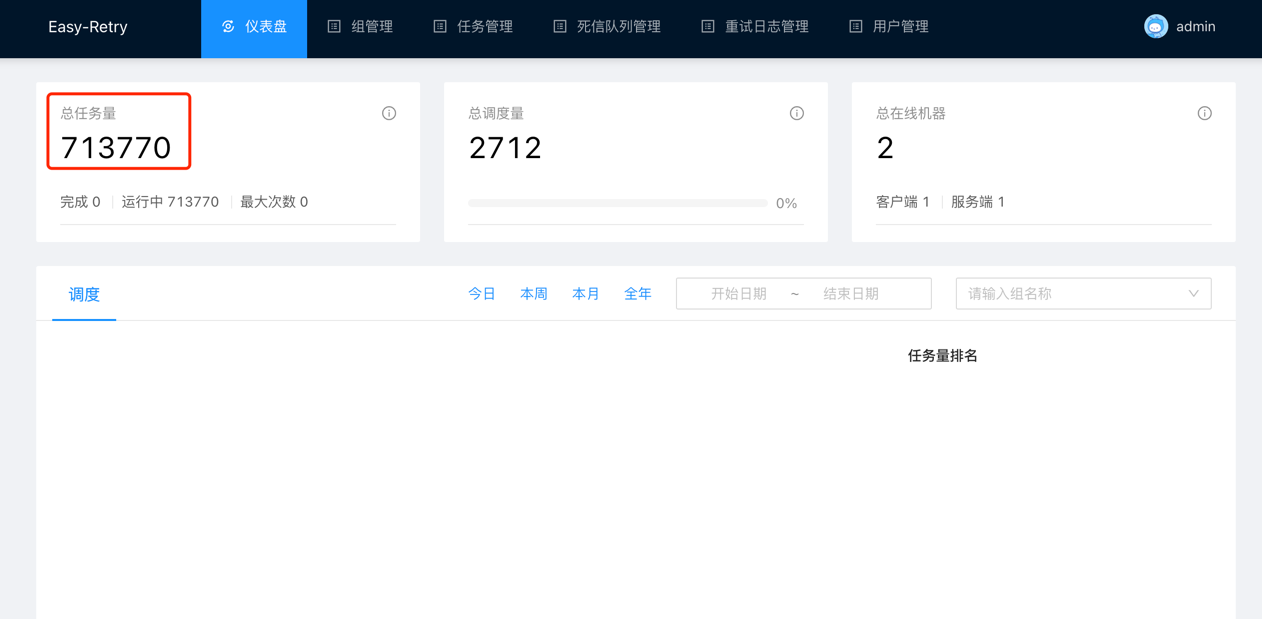 Easy-Retry 仪表盘 组管理 任务管理 死信队列管理 重试日志管理 用户管理 admin
总任务量
713770
完成 0 运行中 713770 最大次数 0
总调度量
2712
0%
总在线机器
2
客户端 1 服务端 1
调度 今日 本周 本月 全年 开始日期 ~ 结束日期 请输入组名称
任务量排名